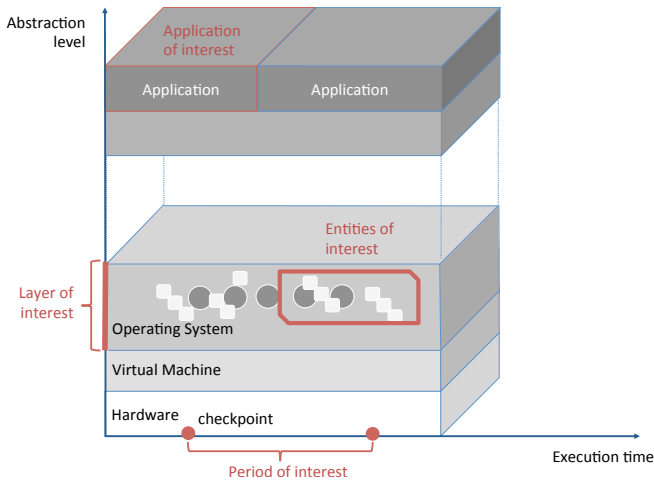 Abstraction
level
Application
of interest
Application
Application
Entities of
interest
Layer of
interest
Operating System
Virtual Machine
Hardware
checkpoint
Period of interest
Execution time